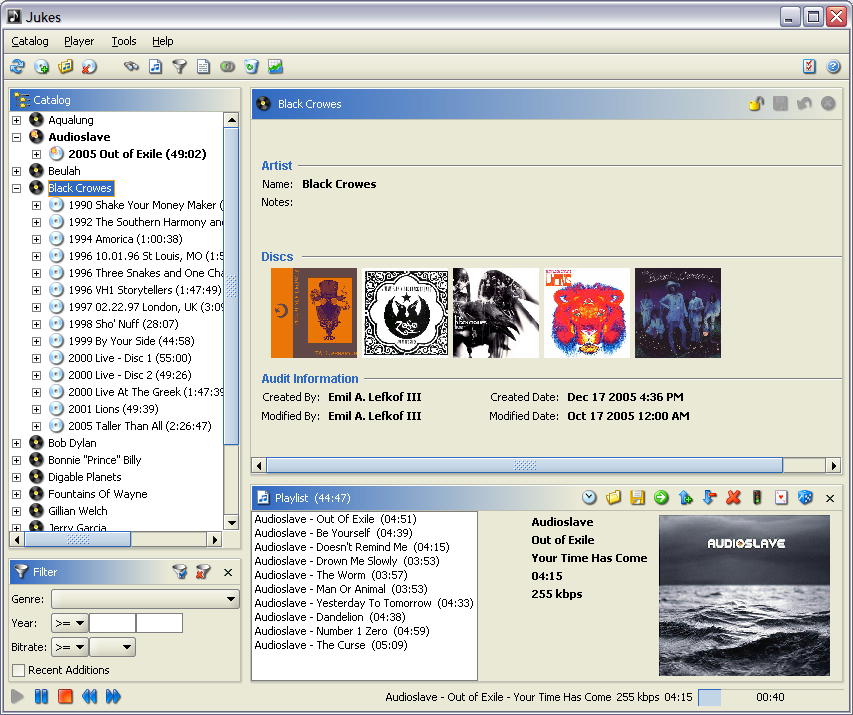 Jukes
Catalog Player Tools Help
Catalog
Aqualung
Audioslave
2005 Out of Exile (49:02)
Beulah
Black Crowes
1990 Shake Your Money Maker (
1992 The Southern Harmony an
1994 Amorica (1:00:38)
1996 10.01.96 St Louis, MO (1:5
1996 Three Snakes and One Cha
1996 VH1 Storytellers (1:47:49)
1997 02.22.97 London, UK (3:09
1998 Sho' Nuff (28:07)
1999 By Your Side (44:58)
2000 Live - Disc 1 (55:00)
2000 Live - Disc 2 (49:26)
2000 Live At The Greek (1:47:39
2001 Lions (49:39)
2005 Taller Than All (2:26:47)
Bob Dylan
Bonnie "Prince" Billy
Digable Planets
Fountains Of Wayne
Gillian Welch
Jerry Garcia
Filter
Genre:
Year: >=
Bitrate: >=
Recent Additions
Black Crowes
Artist
Name: Black Crowes
Notes:
Discs
Audit Information
Created By: Emil A. Lefkof III Created Date: Dec 17 2005 4:36 PM
Modified By: Emil A. Lefkof III Modified Date: Oct 17 2005 12:00 AM
Playlist (44:47)
Audioslave - Out Of Exile (04:51)
Audioslave - Be Yourself (04:39)
Audioslave - Doesn't Remind Me (04:15)
Audioslave - Drown Me Slowly (03:53)
Audioslave - The Worm (03:57)
Audioslave - Man Or Animal (03:53)
Audioslave - Yesterday To Tomorrow (04:33)
Audioslave - Dandelion (04:38)
Audioslave - Number 1 Zero (04:59)
Audioslave - The Curse (05:09)
Audioslave
Out of Exile
Your Time Has Come
04:15
255 kbps
AUDIOSLAVE
Audioslave - Out of Exile - Your Time Has Come 255 kbps 04:15 00:40